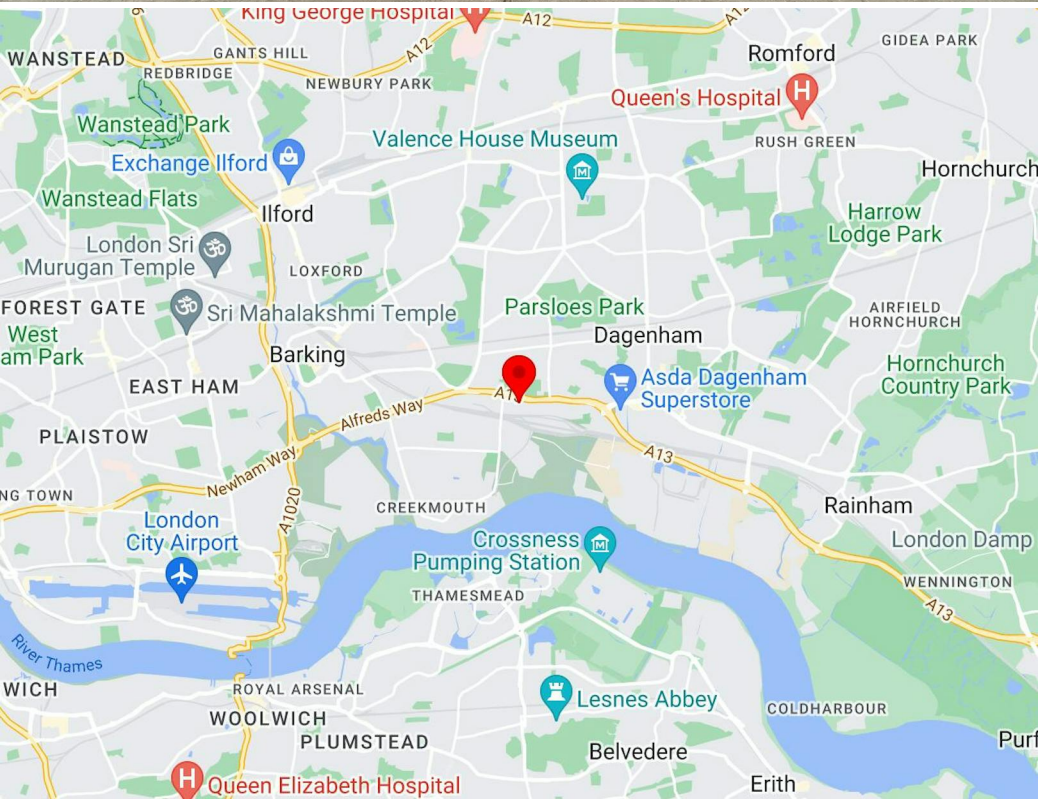 King George Hospital
A12
A12
A12
WANSTEAD
GANTS HILL
REDBRIDGE
NEWBURY PARK
Romford
GIDEA PARK
Queen's Hospital
Wanstead Park
Valence House Museum
RUSH GREEN
Exchange Ilford
Hornchurch
Wanstead Flats
Ilford
Harrow
Lodge Park
London Sri
Murugan Temple
LOXFORD
FOREST GATE
Sri Mahalakshmi Temple
Parsloes Park
AIRFIELD
HORNCHURCH
West
am Park
Dagenham
Barking
Hornchurch
Country Park
EAST HAM
Asda Dagenham
Superstore
Alfreds Way
PLAISTOW
A13
Newham Way
NG TOWN
A1020
CREEKMOUTH
Rainham
London
City Airport
Crossness
Pumping Station
London Damp
THAMESMEAD
WENNINGTON
A13
River Thames
WICH
ROYAL ARSENAL
Lesnes Abbey
COLDHARBOUR
WOOLWICH
PLUMSTEAD
Belvedere
Purf
Queen Elizabeth Hospital
Erith